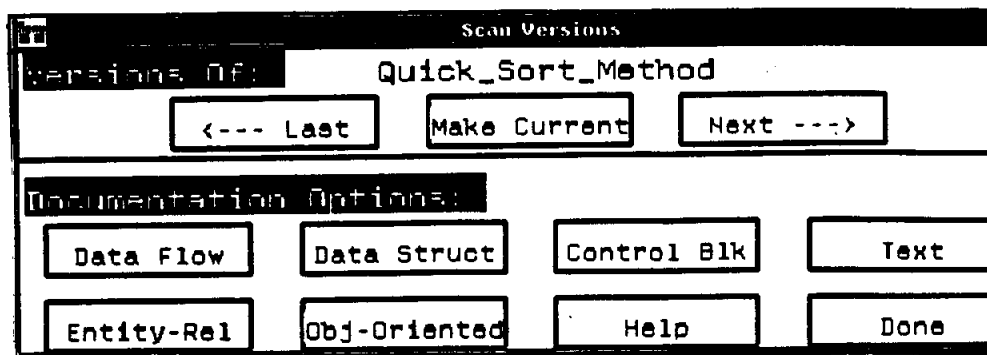 Scan Versions
Versions Of: Quick_Sort_Method
<--- Last Make Current Next --->
Documentation Options:
Data Flow Data Struct Control Blk Text
Entity-Rel Obj-Oriented Help Done